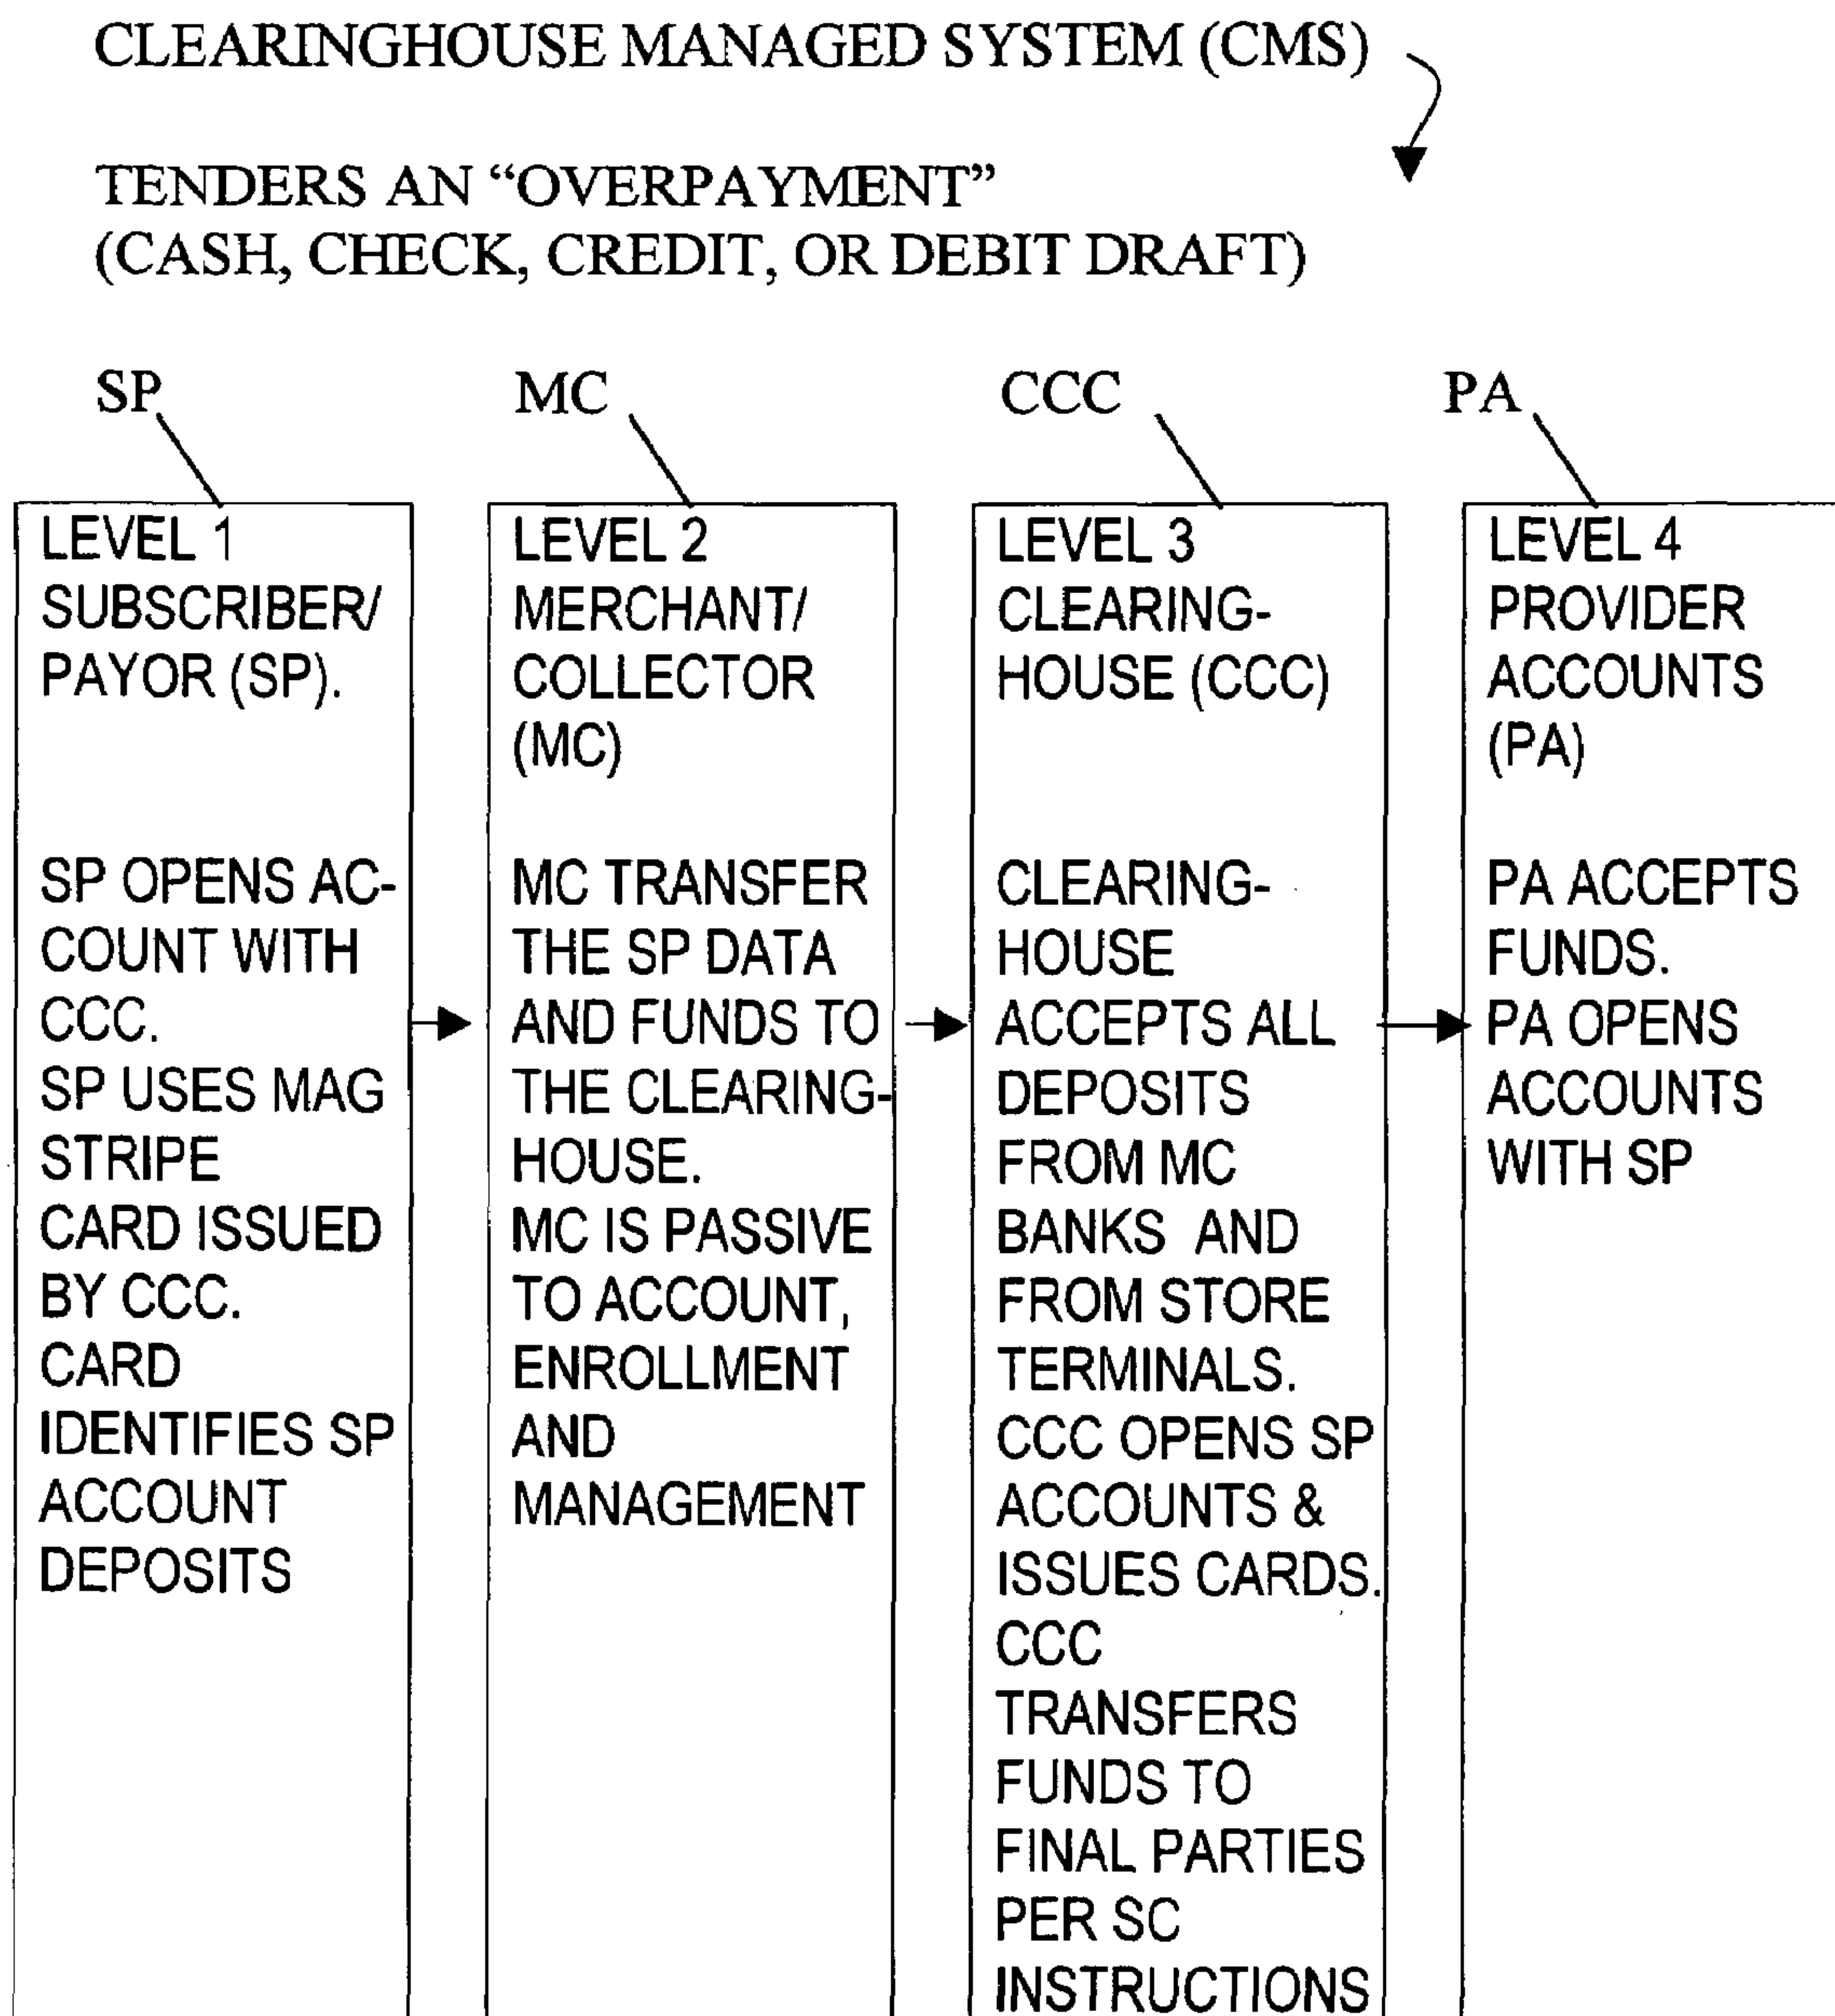 CLEARINGHOUSE MANAGED SYSTEM (CMS)
TENDERS AN “OVERPAYMENT”
(CASH, CHECK, CREDIT, OR DEBIT DRAFT)
SP
MC
CCC
PA
LEVEL 1
SUBSCRIBER/
PAYOR (SP).
SP OPENS AC-
COUNT WITH
CCC.
SP USES MAG
STRIPE
CARD ISSUED
BY CCC.
CARD
IDENTIFIES SP
ACCOUNT
DEPOSITS
LEVEL 2
MERCHANT/
COLLECTOR
(MC)
MC TRANSFER
THE SP DATA
AND FUNDS TO
THE CLEARING-
HOUSE.
MC IS PASSIVE
TO ACCOUNT,
ENROLLMENT
AND
MANAGEMENT
LEVEL 3
CLEARING-
HOUSE (CCC)
CLEARING-
HOUSE
ACCEPTS ALL
DEPOSITS
FROM MC
BANKS AND
FROM STORE
TERMINALS.
CCC OPENS SP
ACCOUNTS &
ISSUES CARDS.
CCC
TRANSFERS
FUNDS TO
FINAL PARTIES
PER SC
INSTRUCTIONS
LEVEL 4
PROVIDER
ACCOUNTS
(PA)
PA ACCEPTS
FUNDS.
PA OPENS
ACCOUNTS
WITH SP